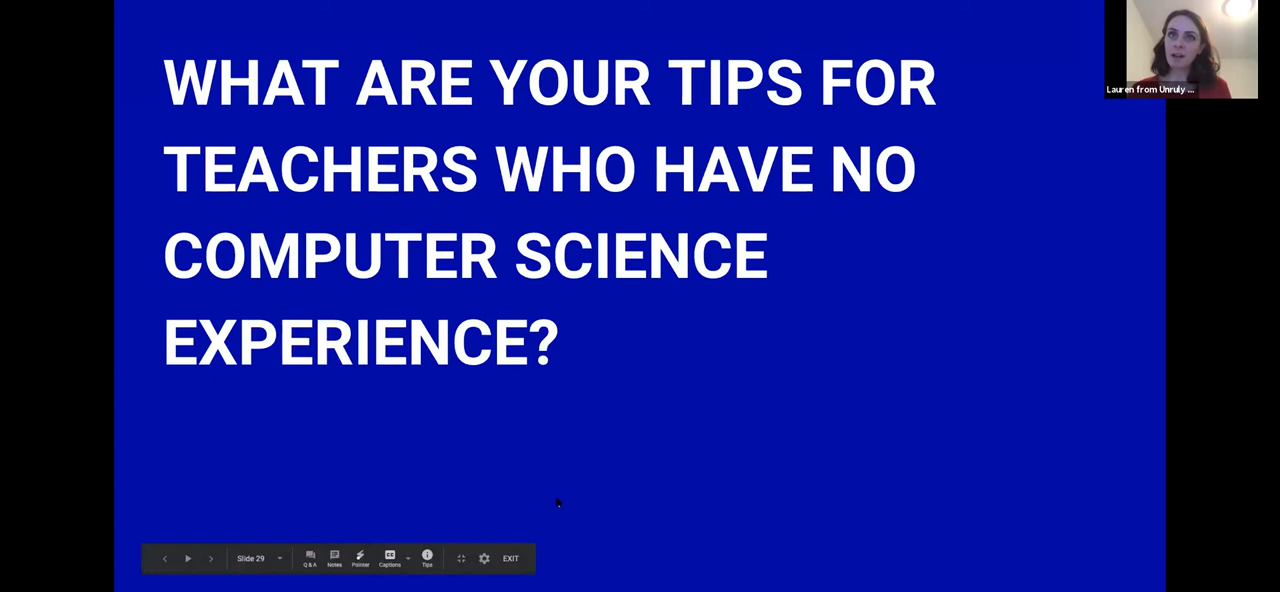 WHAT ARE YOUR TIPS FOR
TEACHERS WHO HAVE NO
COMPUTER SCIENCE
EXPERIENCE?
Lauren from Unruly ...
Slide 29
Q & A
Notes
Pointer
CC
Captions
Tips
EXIT